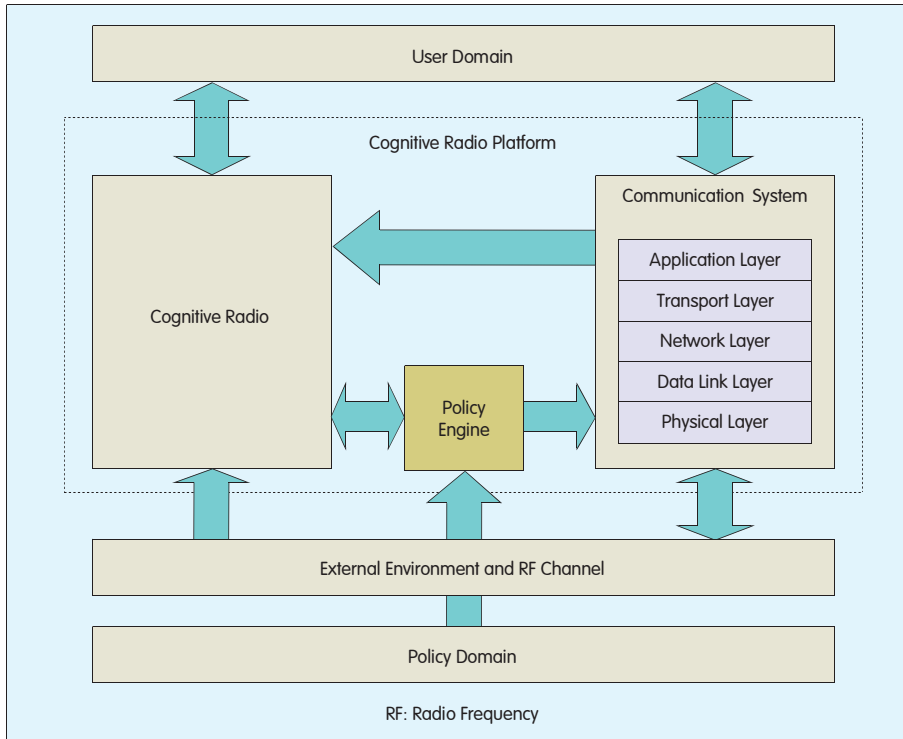 User Domain
Cognitive Radio Platform
Communication System
Application Layer
Transport Layer
Network Layer
Data Link Layer
Physical Layer
Cognitive Radio
Policy
Engine
External Environment and RF Channel
Policy Domain
RF: Radio Frequency